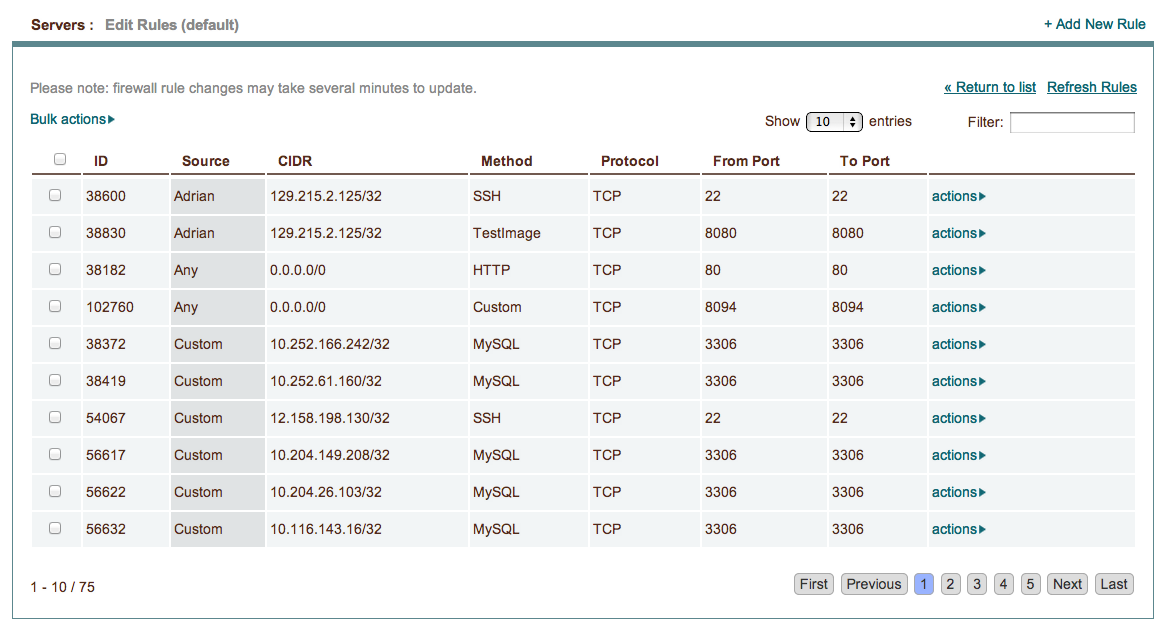 Servers : Edit Rules (default) + Add New Rule
Please note: firewall rule changes may take several minutes to update. « Return to list Refresh Rules
Bulk actions Show 10 entries Filter:
ID Source CIDR Method Protocol From Port To Port
38600 Adrian 129.215.2.125/32 SSH TCP 22 22 actions
38830 Adrian 129.215.2.125/32 TestImage TCP 8080 8080 actions
38182 Any 0.0.0.0/0 HTTP TCP 80 80 actions
102760 Any 0.0.0.0/0 Custom TCP 8094 8094 actions
38372 Custom 10.252.166.242/32 MySQL TCP 3306 3306 actions
38419 Custom 10.252.61.160/32 MySQL TCP 3306 3306 actions
54067 Custom 12.158.198.130/32 SSH TCP 22 22 actions
56617 Custom 10.204.149.208/32 MySQL TCP 3306 3306 actions
56622 Custom 10.204.26.103/32 MySQL TCP 3306 3306 actions
56632 Custom 10.116.143.16/32 MySQL TCP 3306 3306 actions
1 - 10 / 75 First Previous 1 2 3 4 5 Next Last